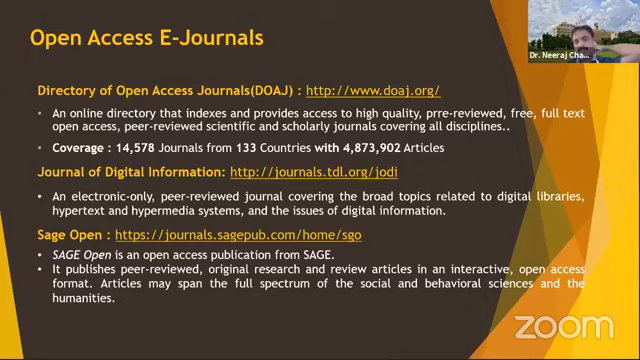 Open Access E-Journals
Dr. Neeraj Cha...
Directory of Open Access Journals(DOAJ) : http://www.doaj.org/
• An online directory that indexes and provides access to high quality, prre-reviewed, free, full text
open access, peer-reviewed scientific and scholarly journals covering all disciplines..
• Coverage : 14,578 Journals from 133 Countries with 4,873,902 Articles
Journal of Digital Information: http://journals.tdl.org/jodi
• An electronic-only, peer-reviewed journal covering the broad topics related to digital libraries,
hypertext and hypermedia systems, and the issues of digital information.
Sage Open : https://journals.sagepub.com/home/sgo
• SAGE Open is an open access publication from SAGE.
• It publishes peer-reviewed, original research and review articles in an interactive, open access
format. Articles may span the full spectrum of the social and behavioral sciences and the
humanities.
zoom